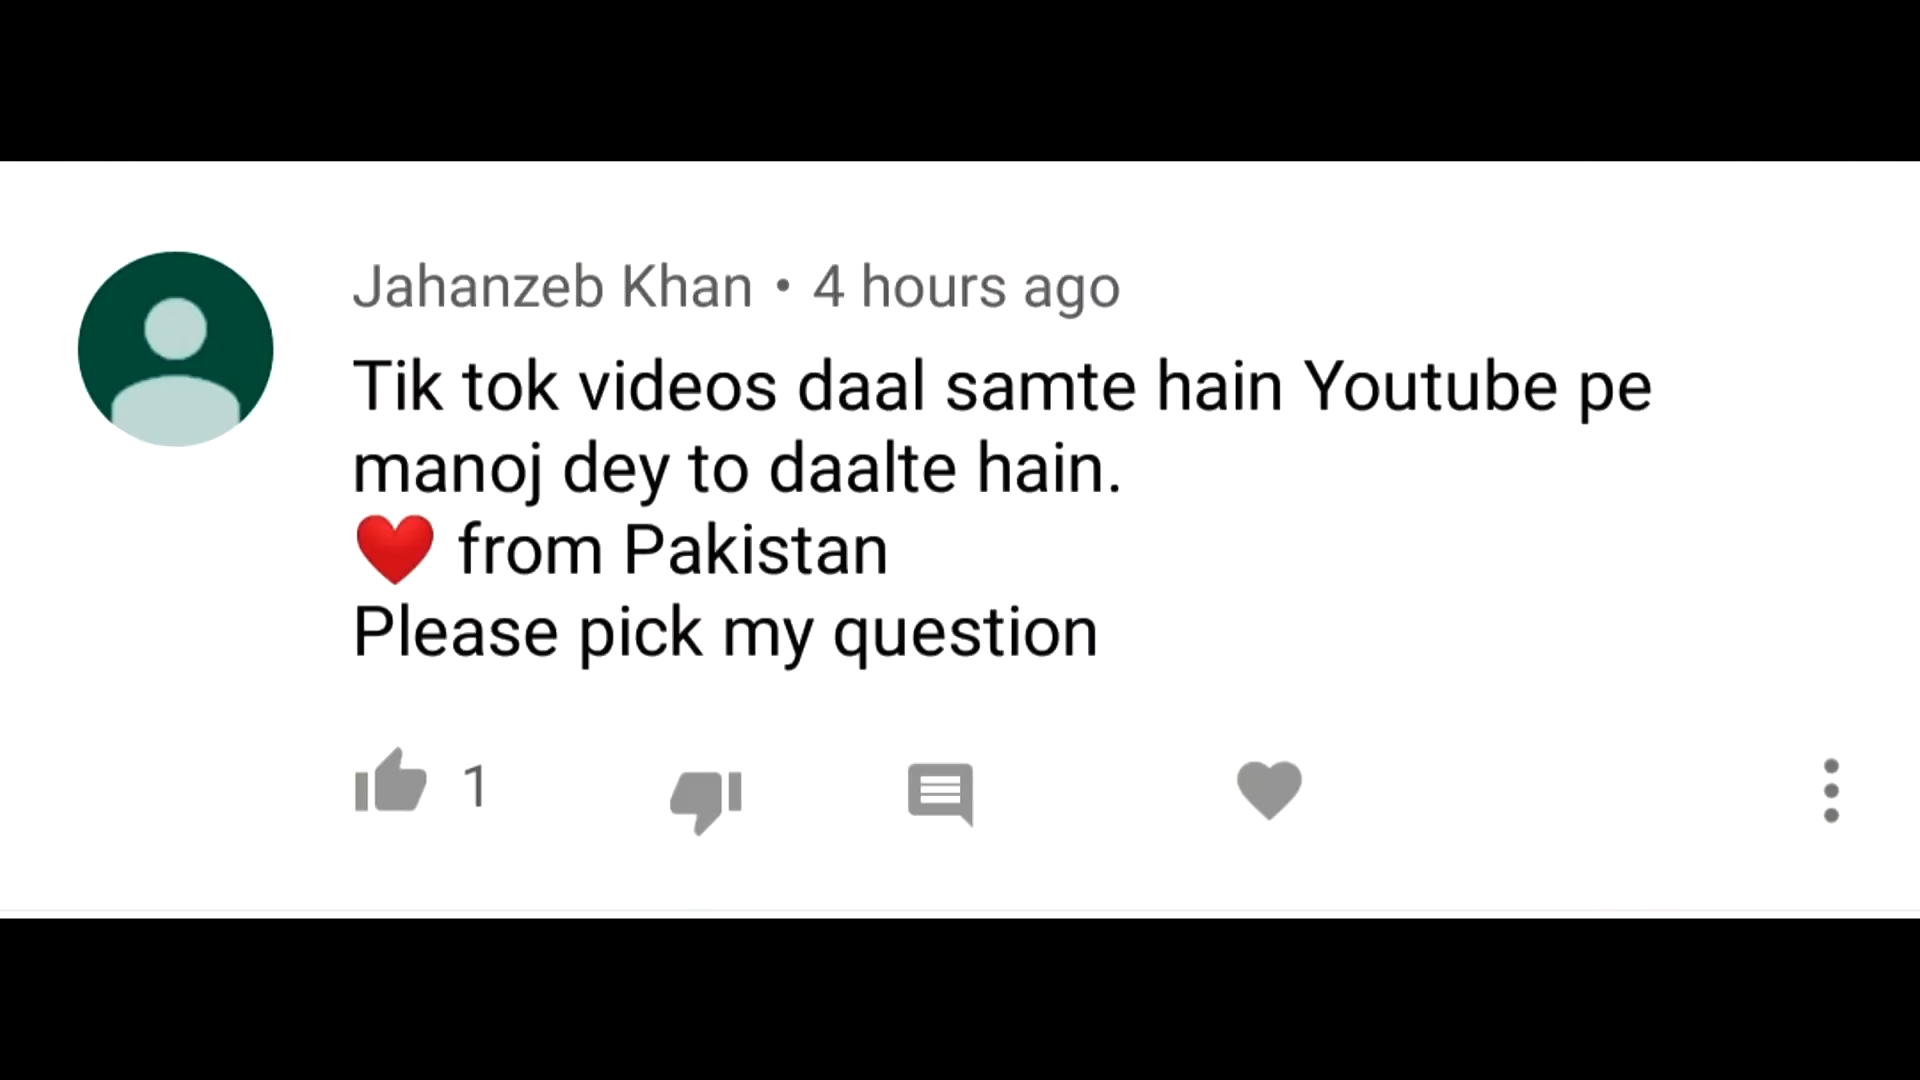 Jahanzeb Khan • 4 hours ago
Tik tok videos daal samte hain Youtube pe
manoj dey to daalte hain.
❤️ from Pakistan
Please pick my question
1